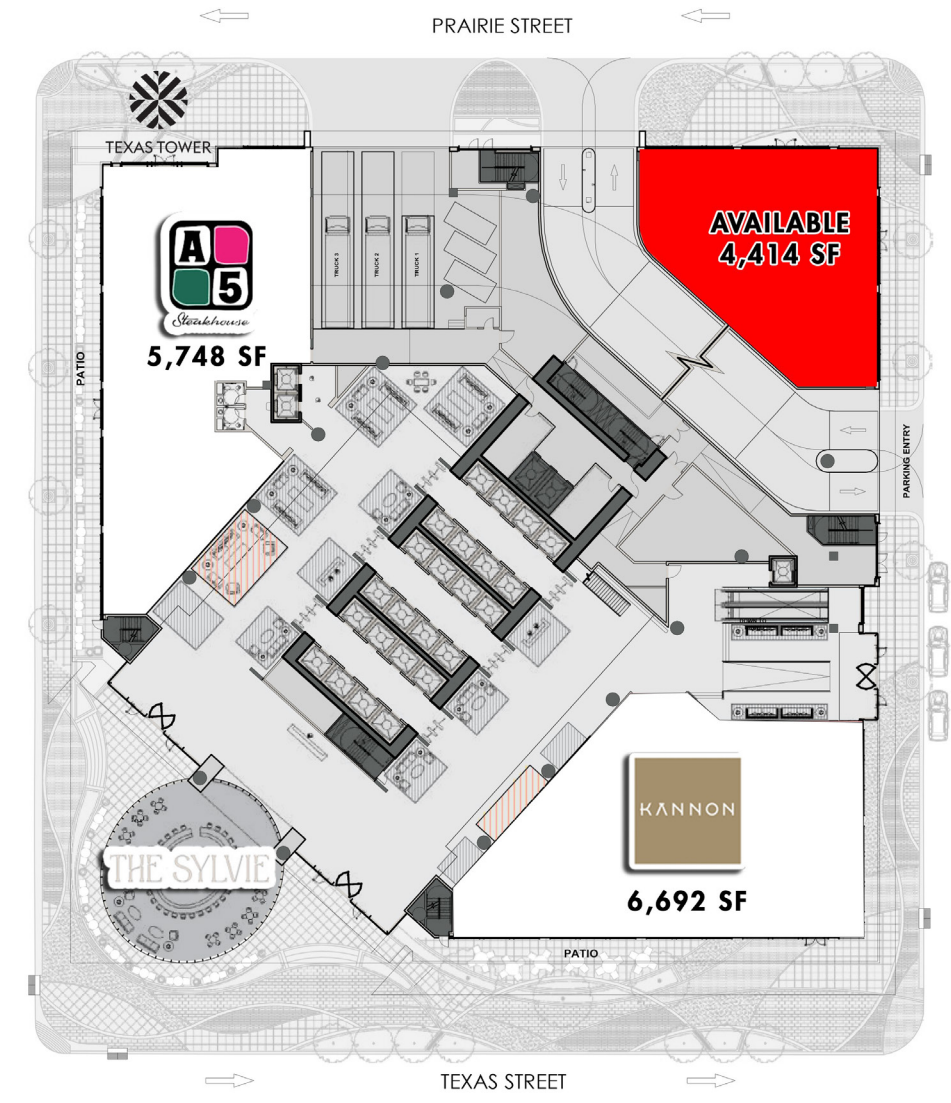 PRAIRIE STREET
TEXAS TOWER
A
5
Steakhouse
5,748 SF
TRUCK 3
TRUCK 2
TRUCK 1
AVAILABLE
4,414 SF
PATIO
PARKING ENTRY
THE SYLVIE
KANNON
6,692 SF
PATIO
TEXAS STREET